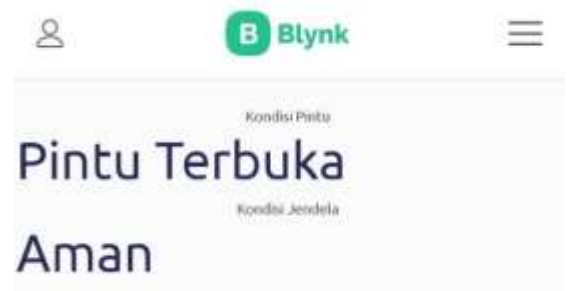 B Blynk
Kondisi Pintu
Pintu Terbuka
Kondisi Jendela
Aman